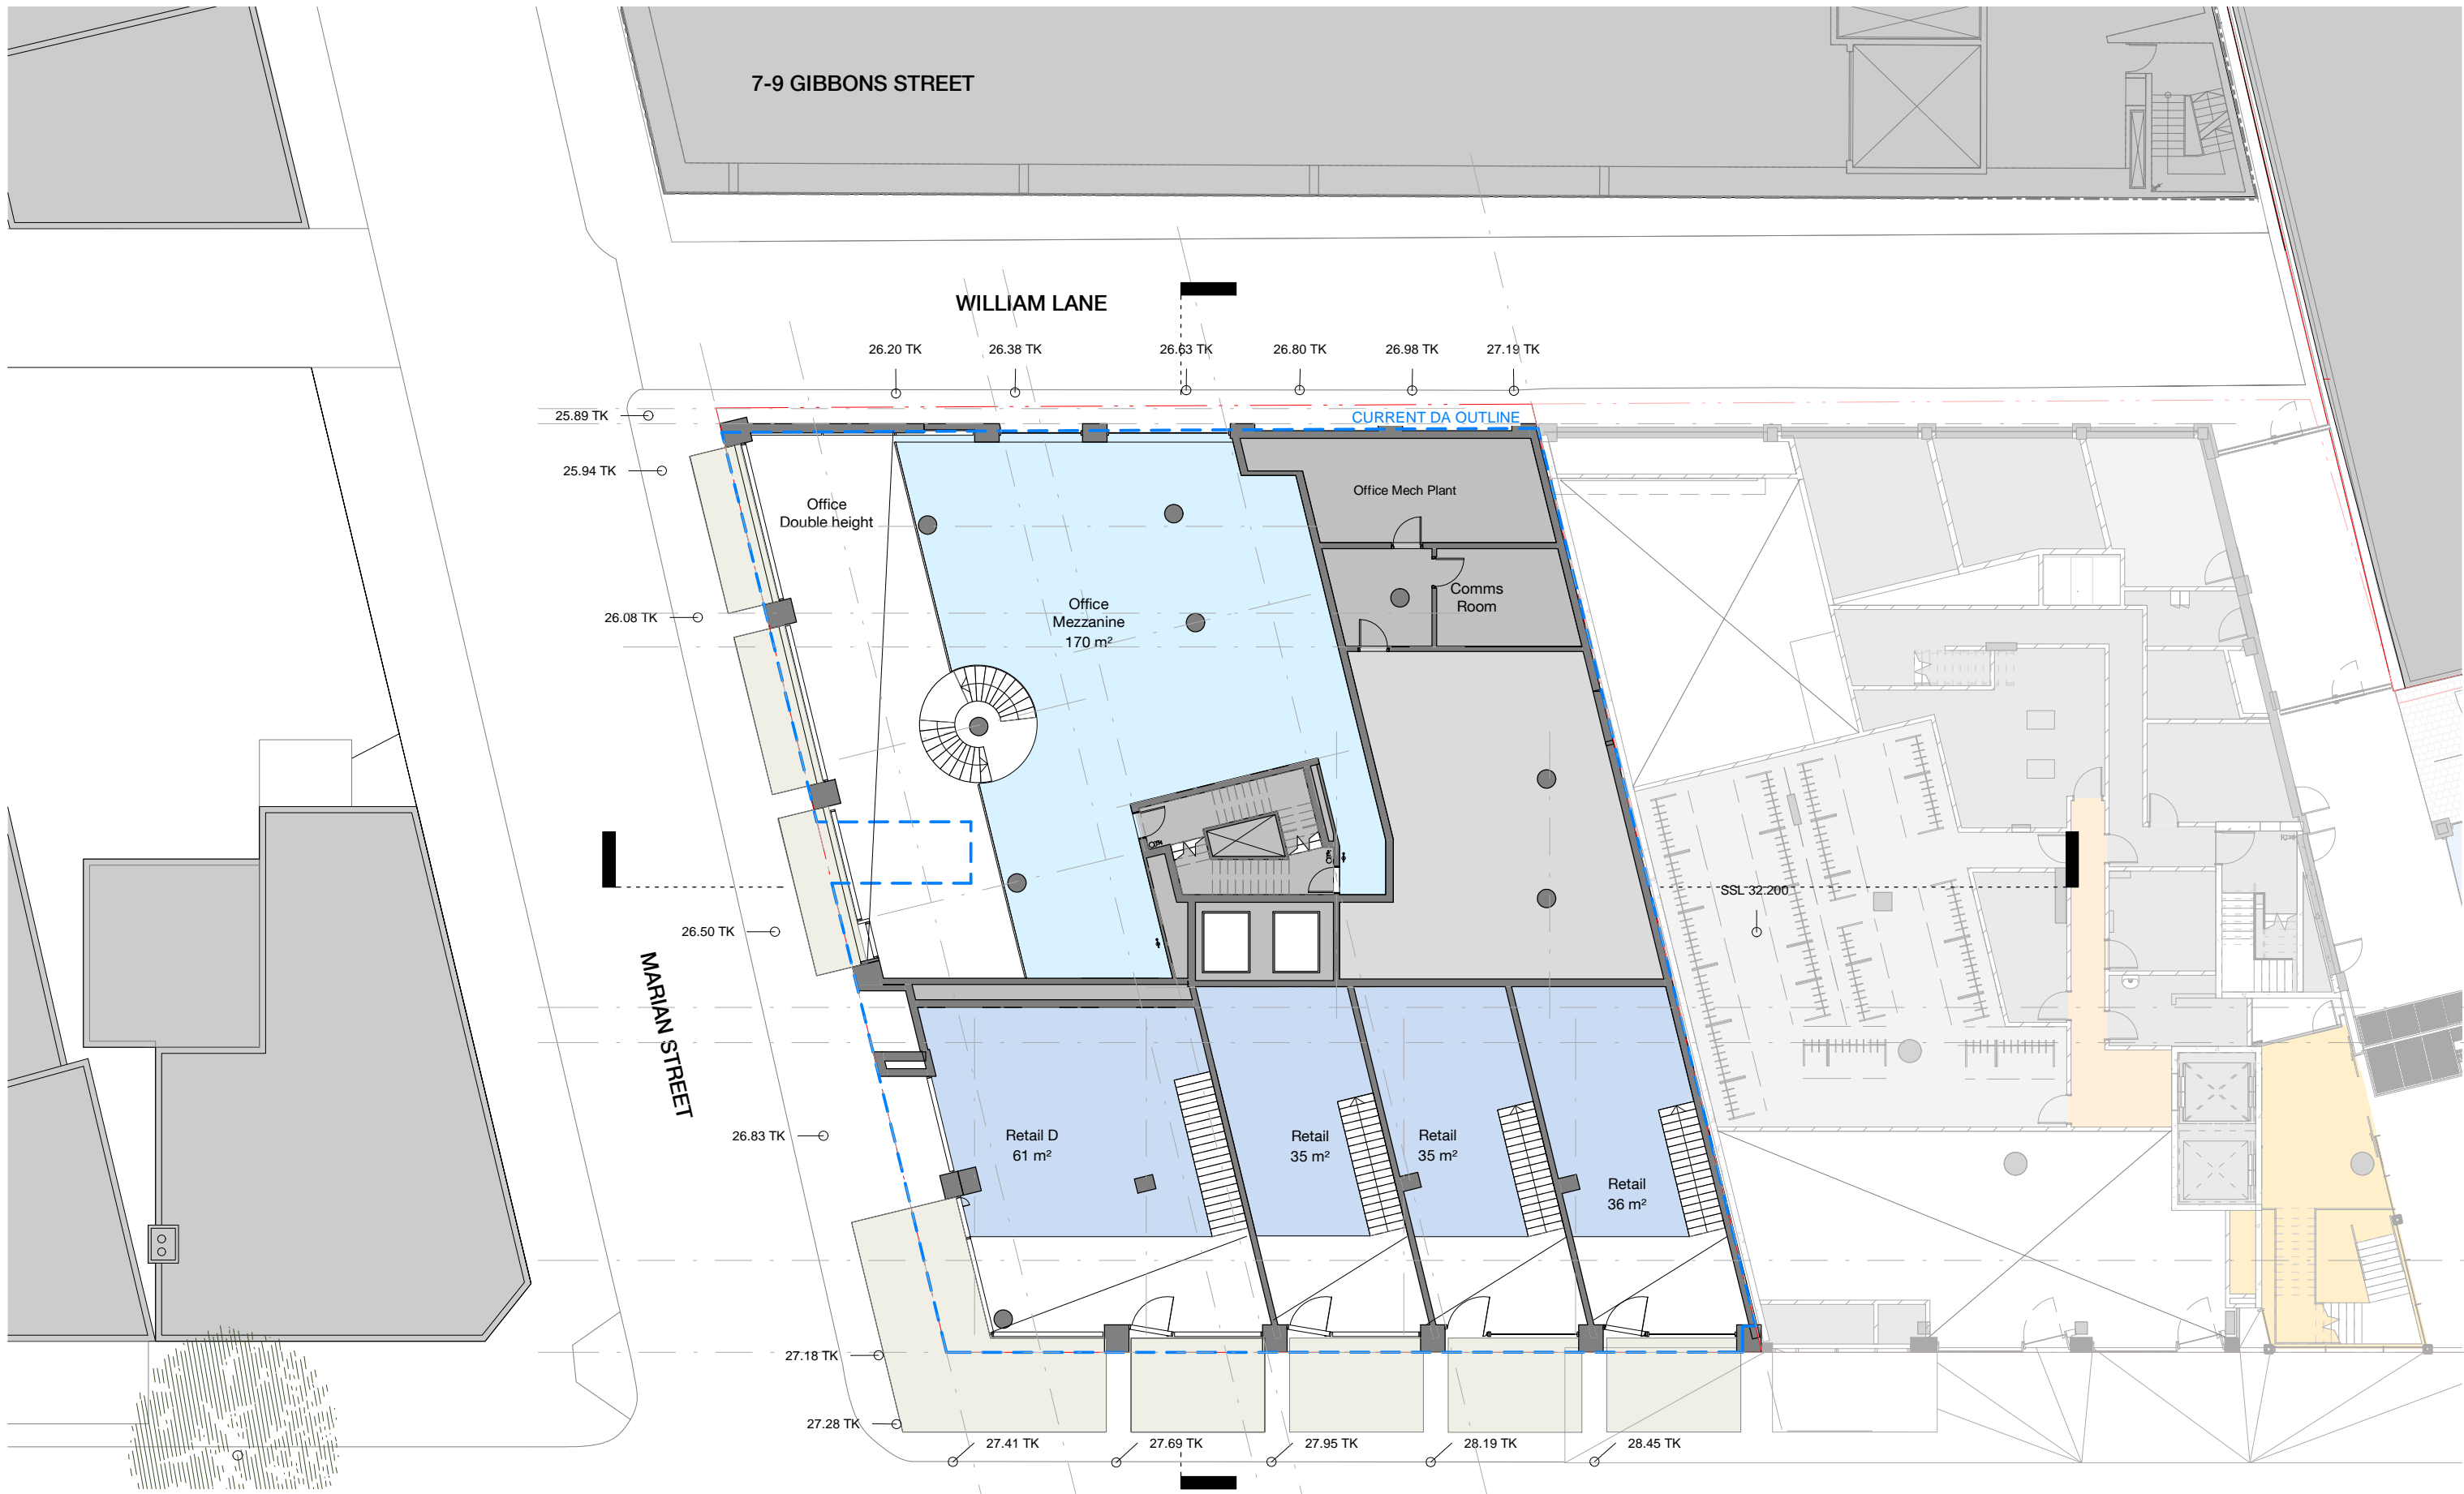 7-9 GIBBONS STREET
WILLIAM LANE
26.20 TK
26.38 TK
26.63 TK
26.80 TK
26.98 TK
27.19 TK
25.89 TK
CURRENT DA OUTLINE
25.94 TK
Office
Double height
Office Mech Plant
26.08 TK
Office
Mezzanine
170 m²
Comms
Room
SSL 32.200
26.50 TK
MARIAN STREET
26.83 TK
Retail D
61 m²
Retail
35 m²
Retail
35 m²
Retail
36 m²
27.18 TK
27.28 TK
27.41 TK
27.69 TK
27.95 TK
28.19 TK
28.45 TK